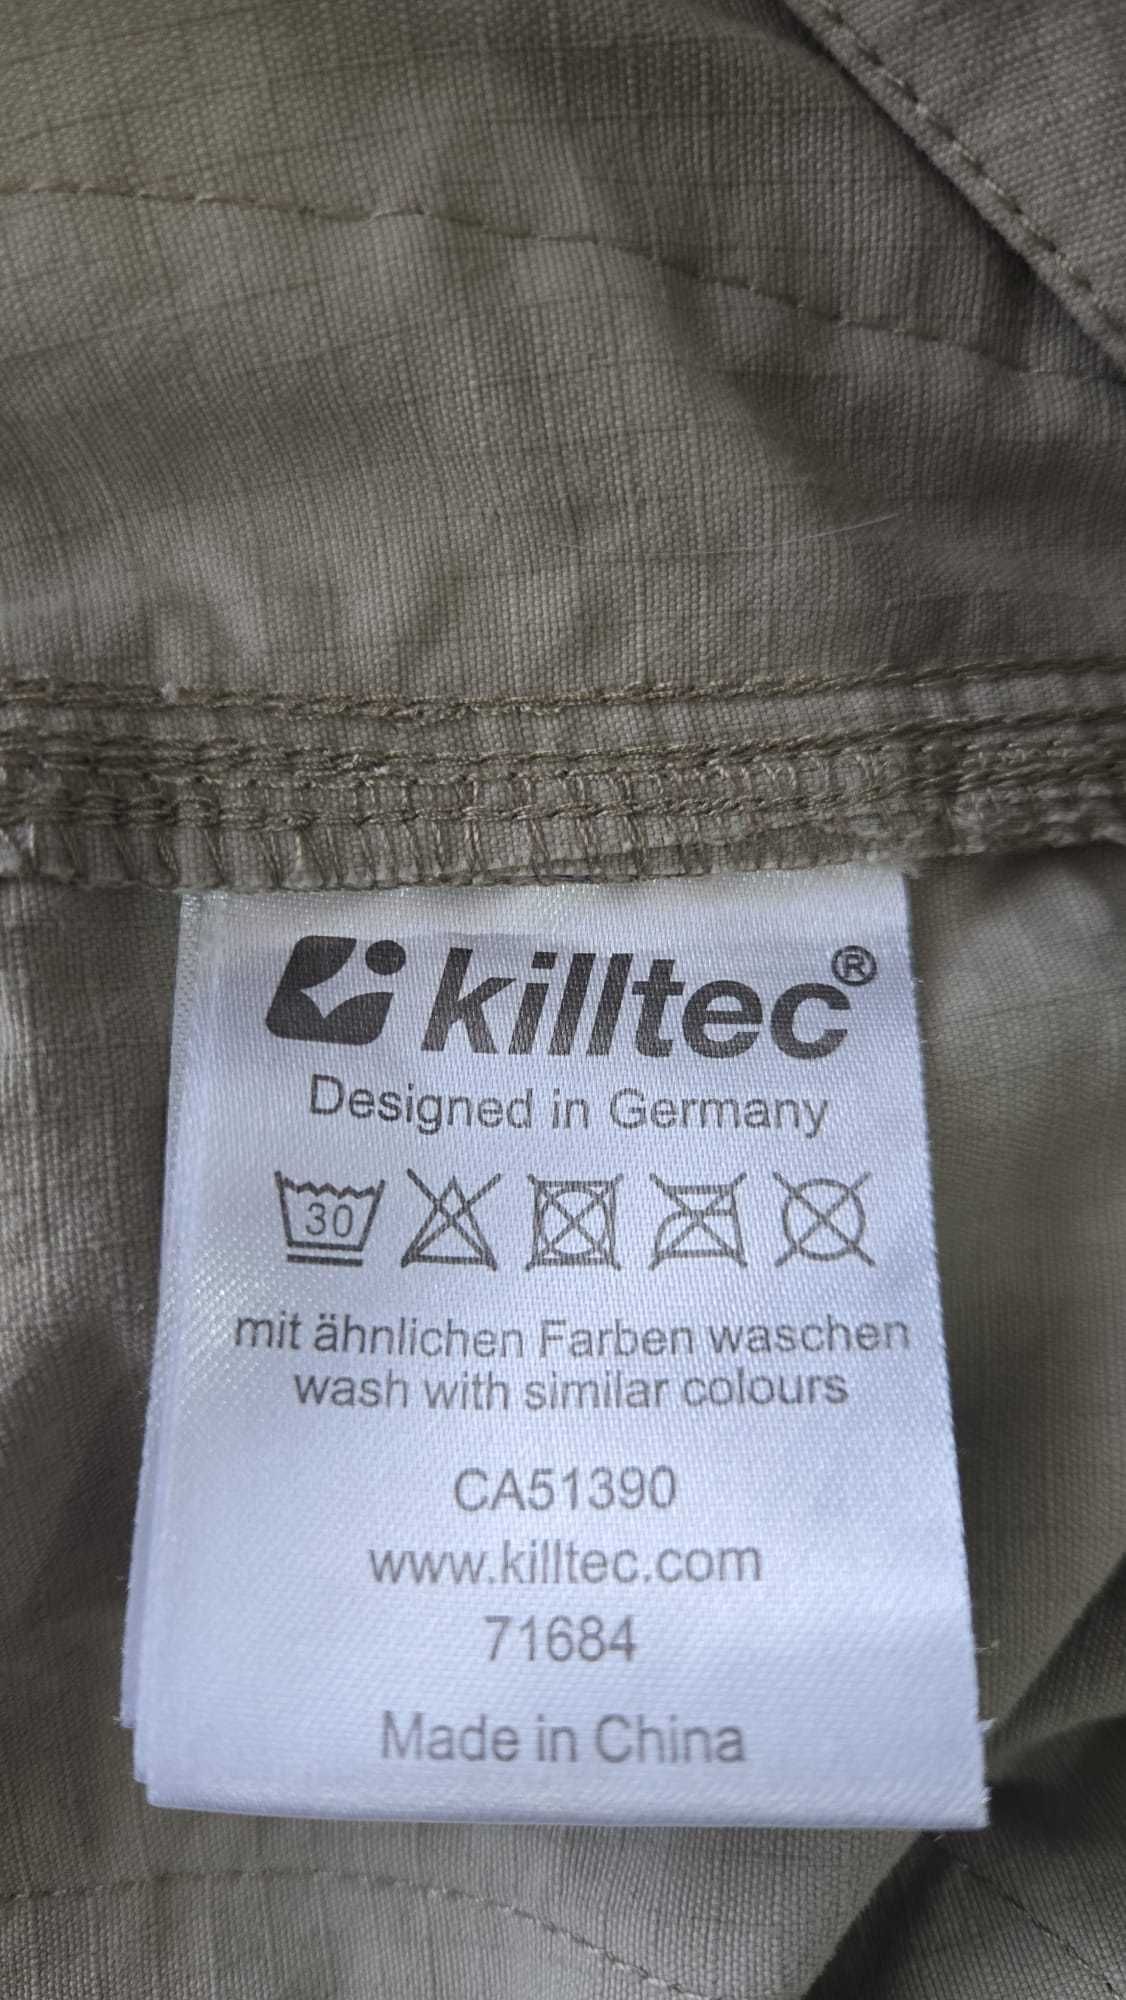 killtec®
Designed in Germany
30
mit ähnlichen Farben waschen
wash with similar colours
CA51390
www.killtec.com
71684
Made in China